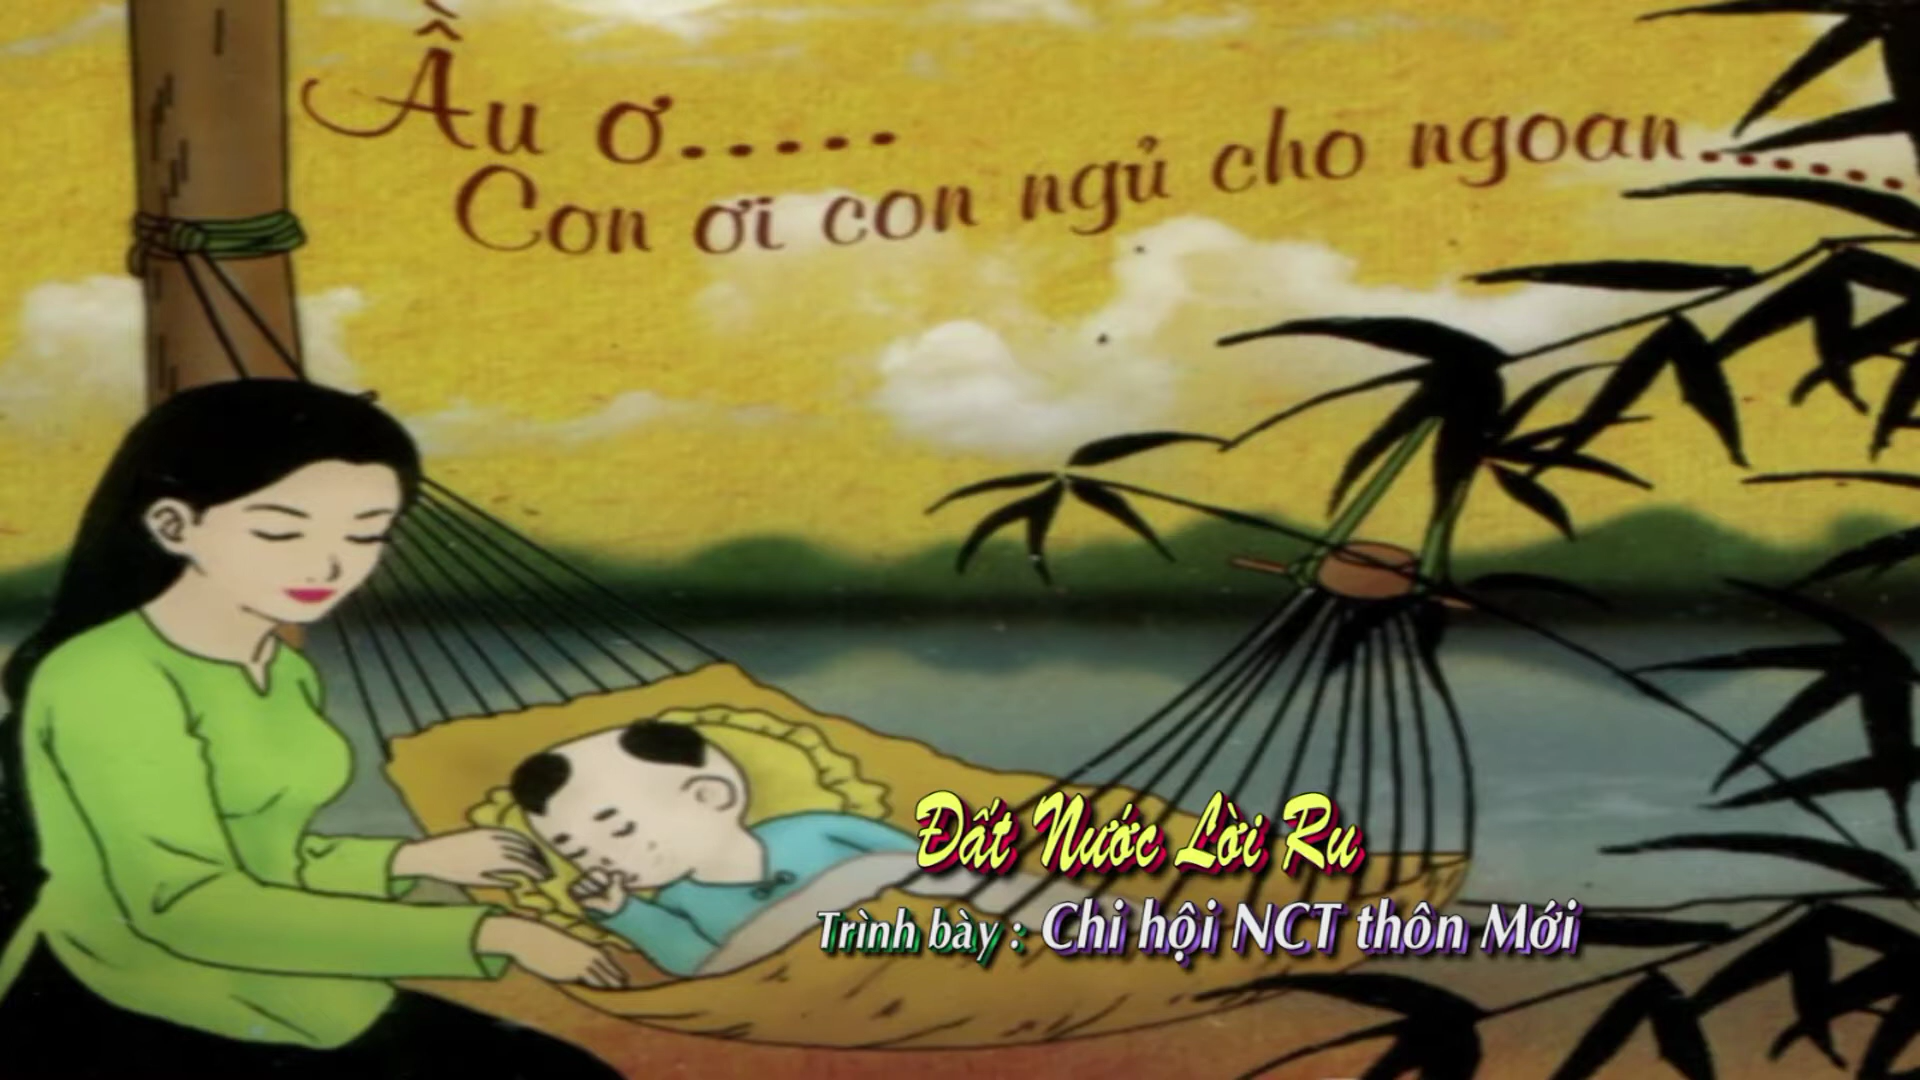 Ầu ơ.....
Con ơi con ngủ cho ngoan......
Đất Nước Lời Ru
Trình bày : Chi hội NCT thôn Mới